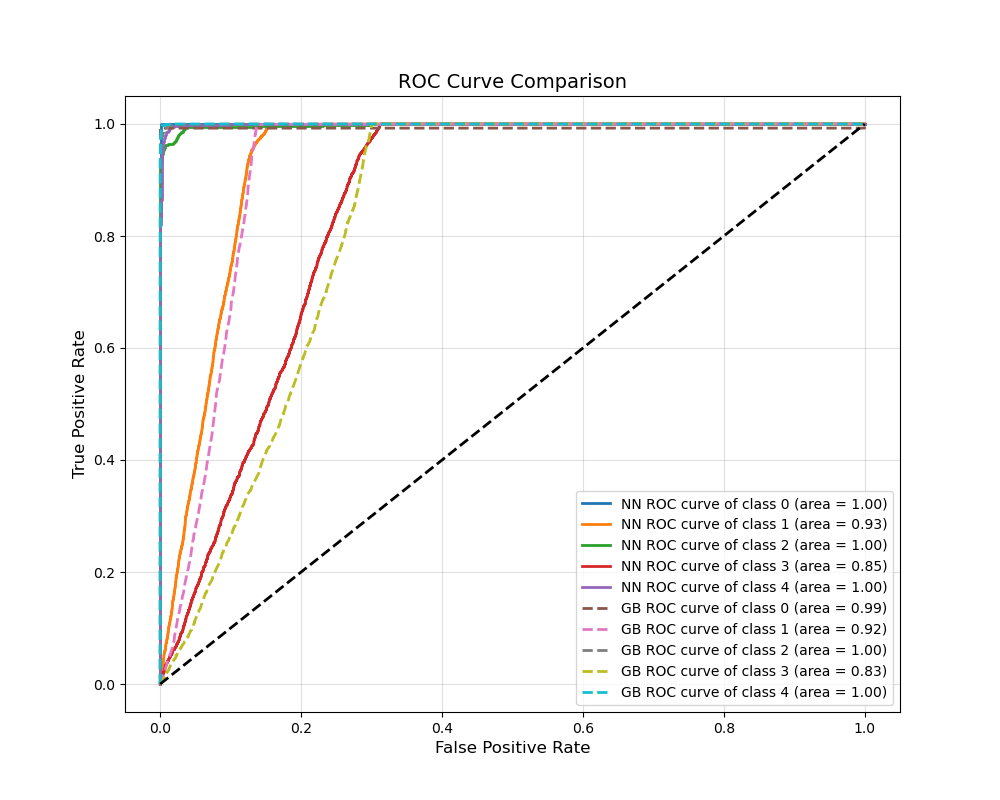 ROC Curve Comparison
True Positive Rate
1.0
0.8
0.6
0.4
0.2
0.0
NN ROC curve of class 0 (area = 1.00)
NN ROC curve of class 1 (area = 0.93)
NN ROC curve of class 2 (area = 1.00)
NN ROC curve of class 3 (area = 0.85)
NN ROC curve of class 4 (area = 1.00)
GB ROC curve of class 0 (area = 0.99)
GB ROC curve of class 1 (area = 0.92)
GB ROC curve of class 2 (area = 1.00)
GB ROC curve of class 3 (area = 0.83)
GB ROC curve of class 4 (area = 1.00)
0.0 0.2 0.4 0.6 0.8 1.0
False Positive Rate